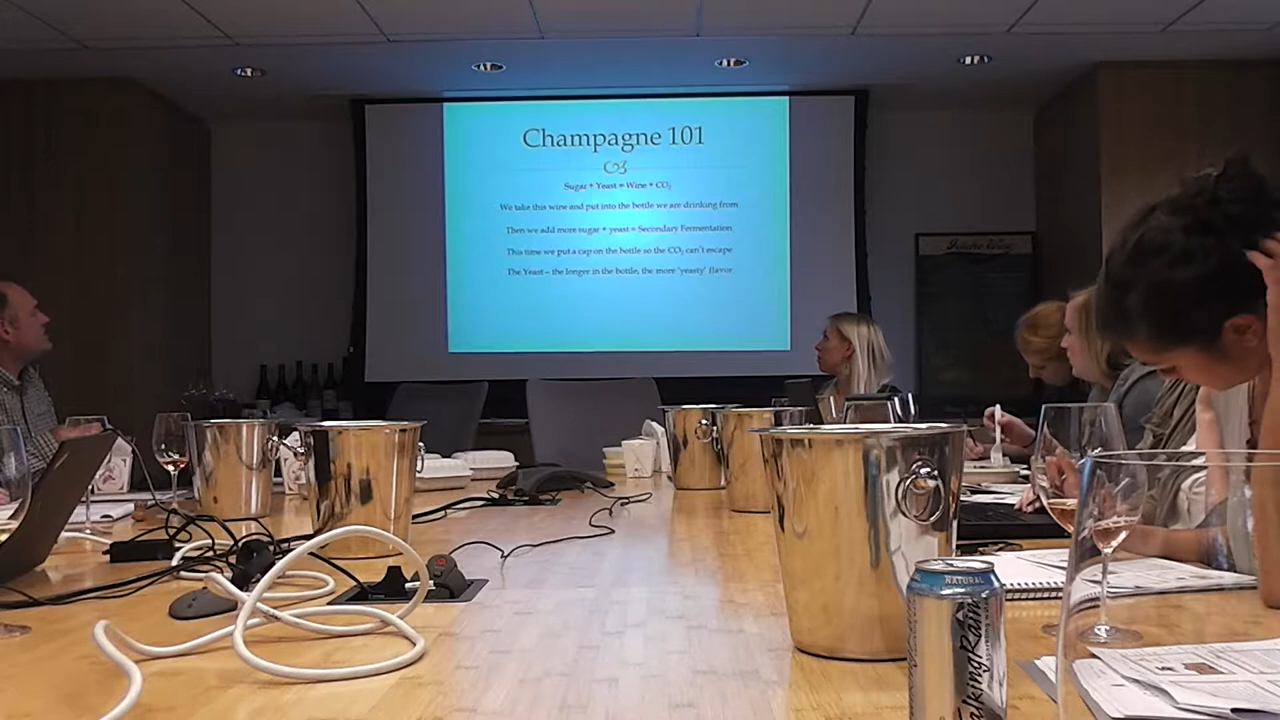 Champagne 101
Sugar + Yeast = Wine + CO₂
We take this wine and put into the bottle we are drinking from
Then we add more sugar + yeast = Secondary Fermentation
This time we put a cap on the bottle so the CO₂ can't escape
The Yeast – the longer in the bottle, the more 'yeasty' flavor
NATURAL
TalkingRain